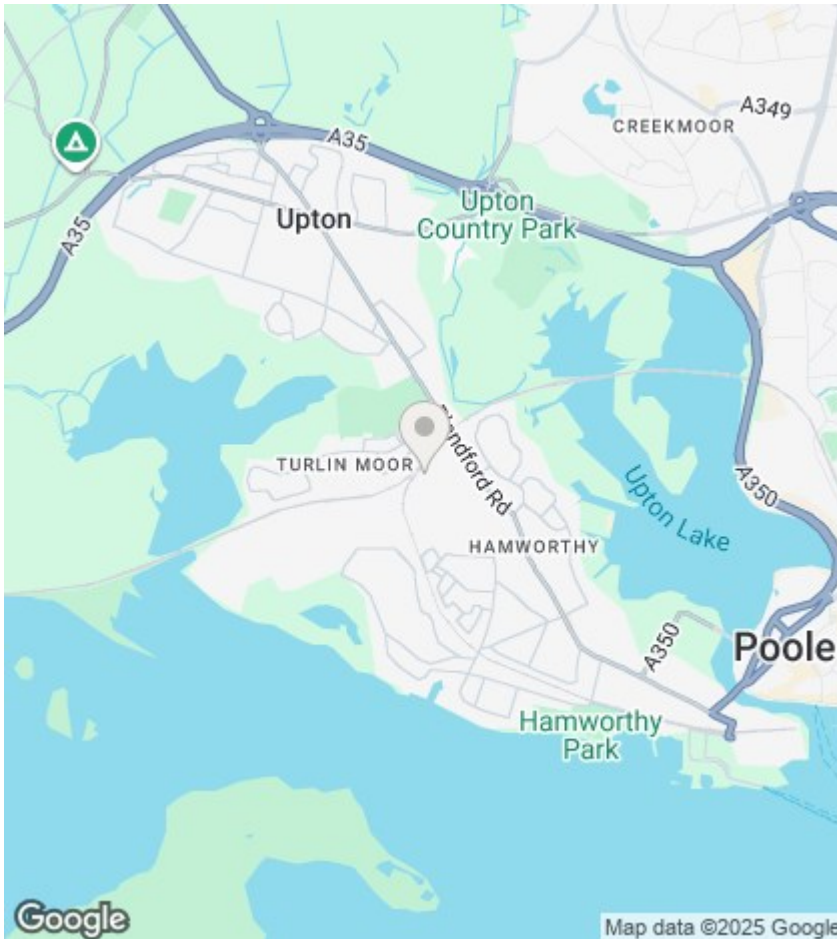 A349
CREEKMOOR
A35
Upton
Country Park
Upton
A35
TURLIN MOOR
Blandford Rd
A350
Upton Lake
HAMWORTHY
A350
Poole
Hamworthy
Park
Google
Map data ©2025 Google